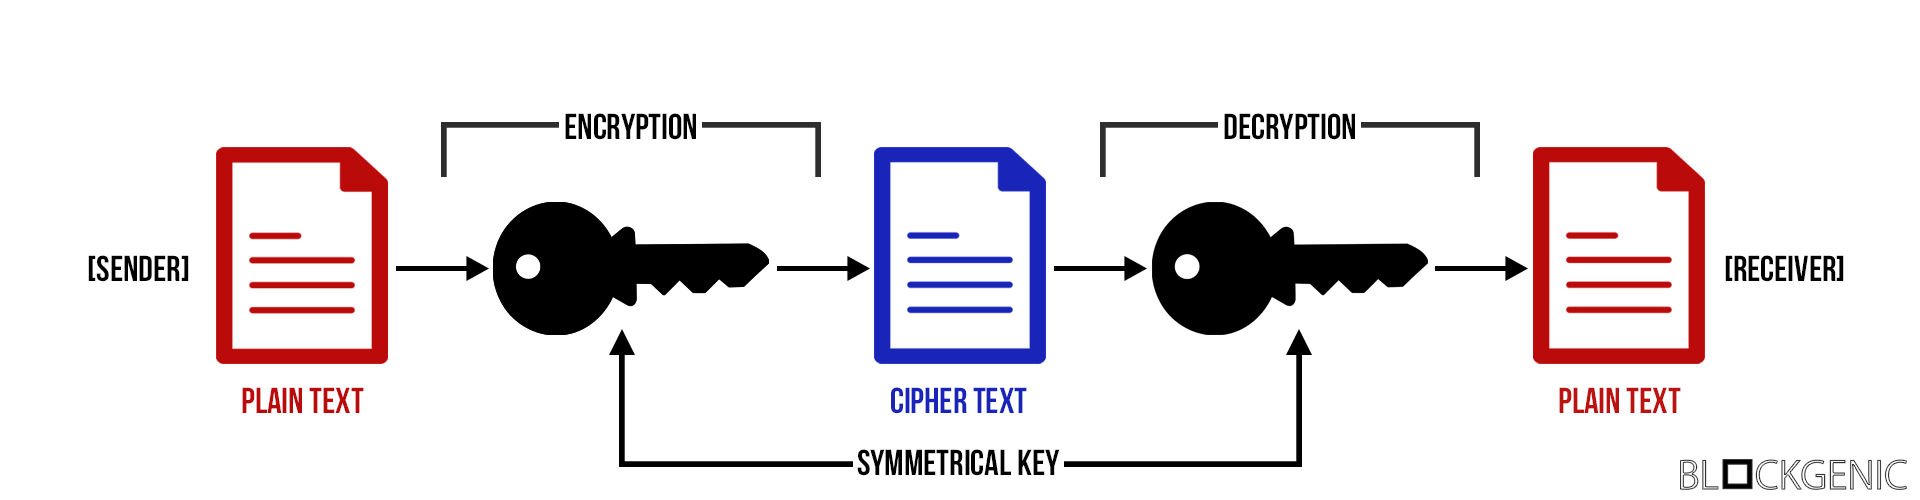 ENCRYPTION
DECRYPTION
[SENDER]
[RECEIVER]
PLAIN TEXT
CIPHER TEXT
PLAIN TEXT
SYMMETRICAL KEY
BLOCKGENIC